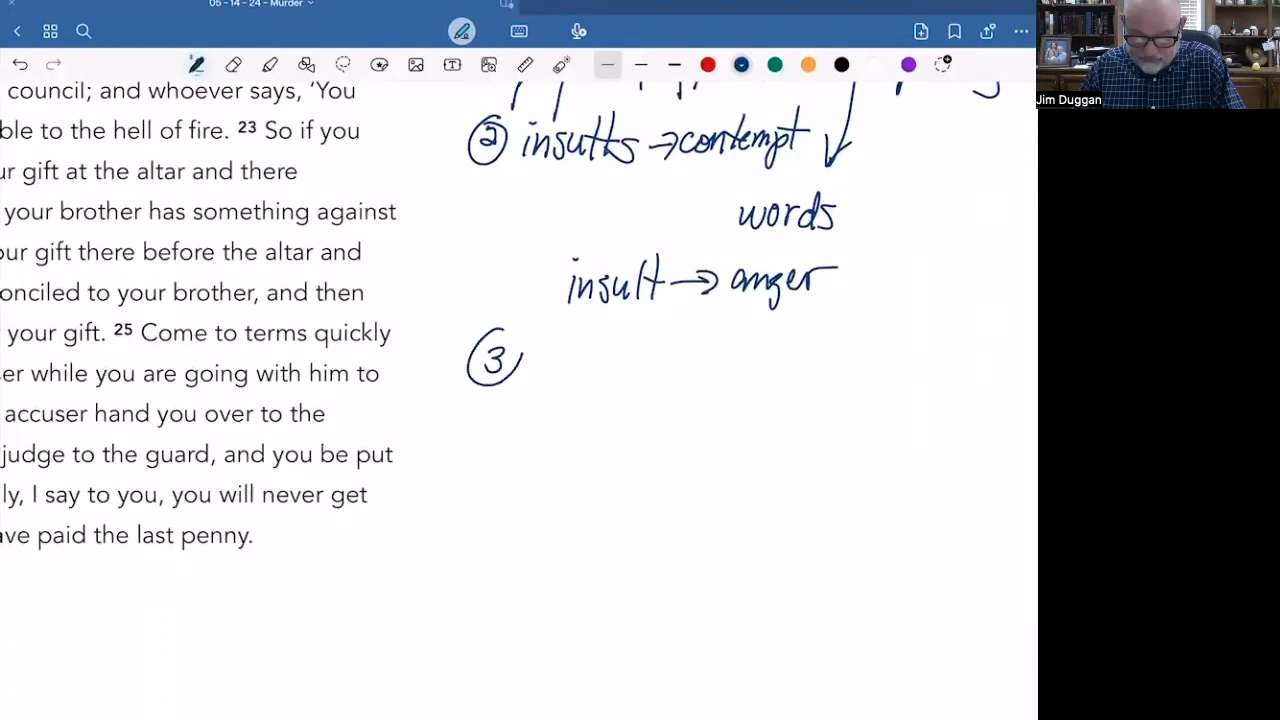 05 - 14 - 24 - Murder
Jim Duggan
council; and whoever says, ‘You
ble to the hell of fire. 23 So if you
ur gift at the altar and there
your brother has something against
our gift there before the altar and
onciled to your brother, and then
your gift. 25 Come to terms quickly
er while you are going with him to
accuser hand you over to the
judge to the guard, and you be put
ly, I say to you, you will never get
ave paid the last penny.
② insults → contempt
words
insult → anger
③